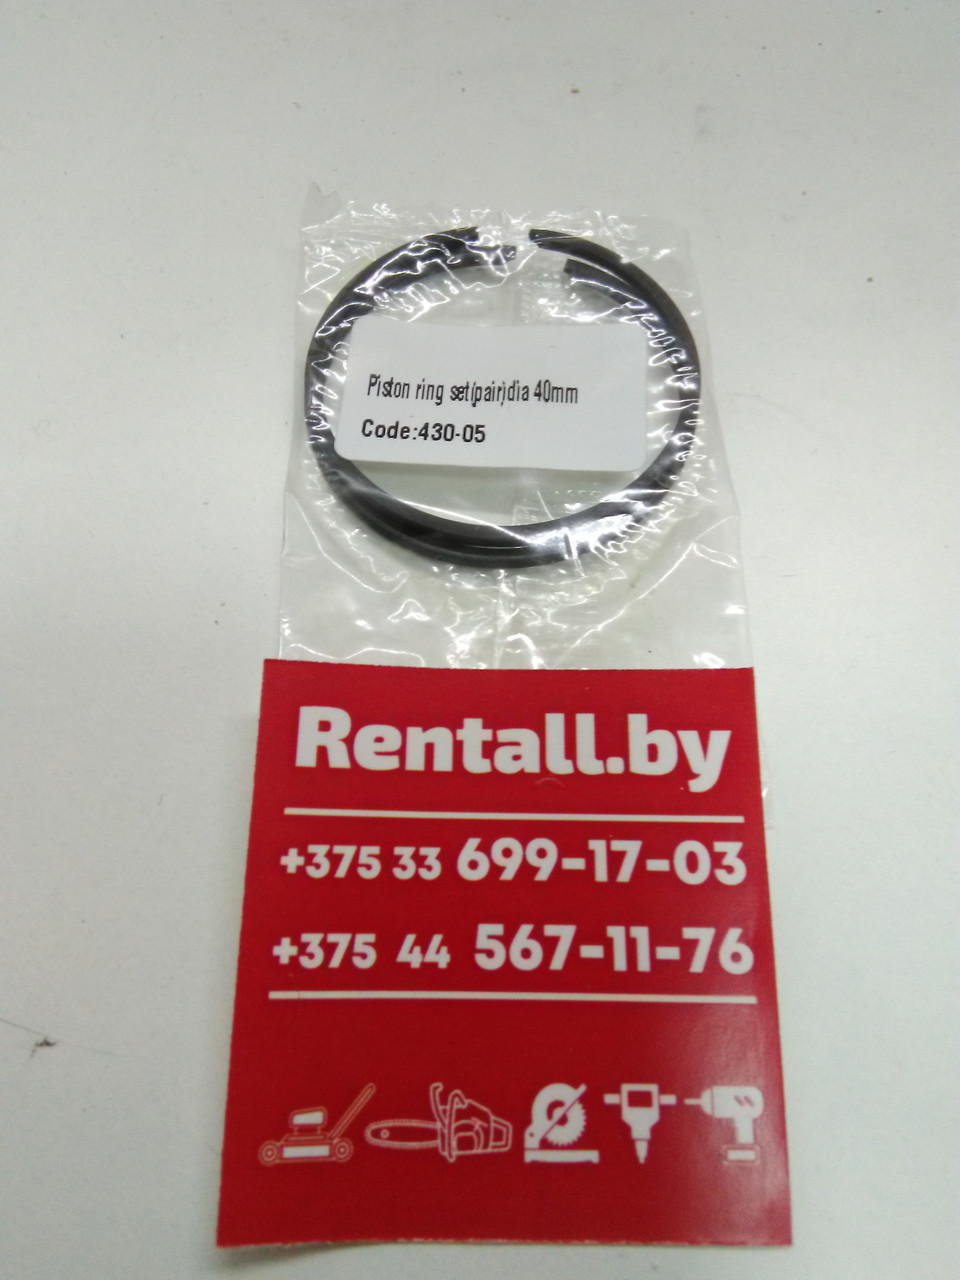 Piston ring set(pair)dia 40mm
Code:430-05
Rentall.by
+375 33 699-17-03
+375 44 567-11-76